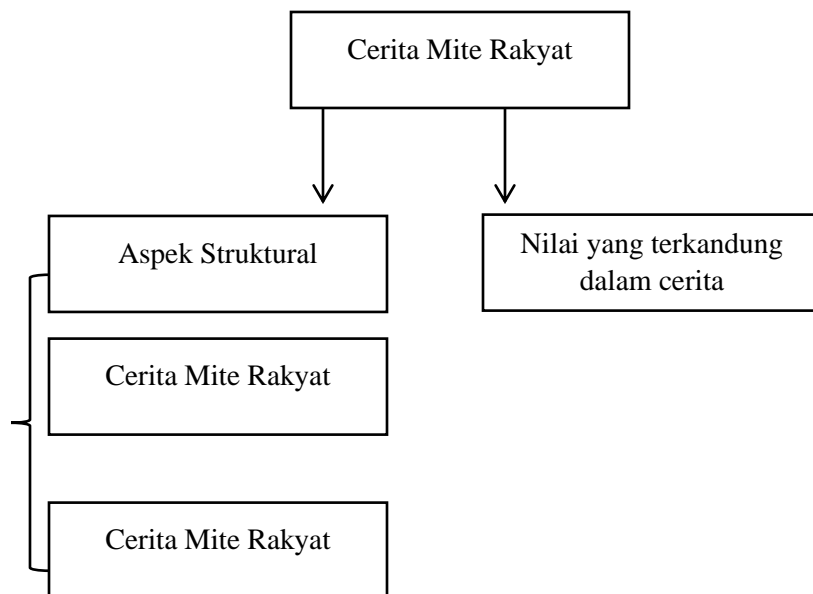 Cerita Mite Rakyat
Aspek Struktural
Nilai yang terkandung
dalam cerita
Cerita Mite Rakyat
Cerita Mite Rakyat